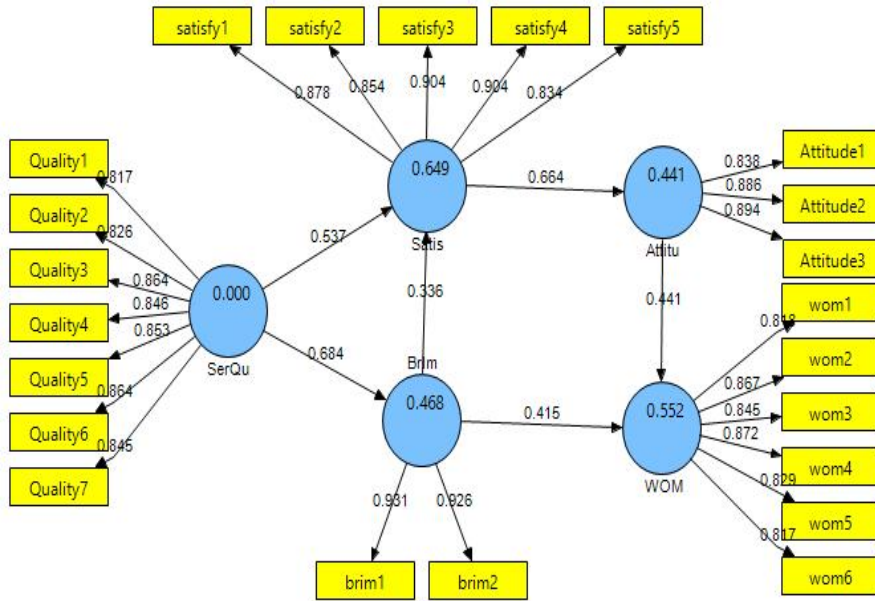 satisfy1
satisfy2
satisfy3
satisfy4
satisfy5
0.878
0.854
0.904
0.904
0.834
Quality1
Quality2
Quality3
Quality4
Quality5
Quality6
Quality7
0.817
0.826
0.864
0.846
0.853
0.864
0.845
0.000
SerQu
0.537
0.684
0.649
Satis
0.336
Brim
0.468
0.931
0.926
brim1
brim2
0.664
0.415
0.441
Attitu
0.441
0.838
0.886
0.894
Attitude1
Attitude2
Attitude3
0.552
WOM
0.818
0.867
0.845
0.872
0.829
0.817
wom1
wom2
wom3
wom4
wom5
wom6